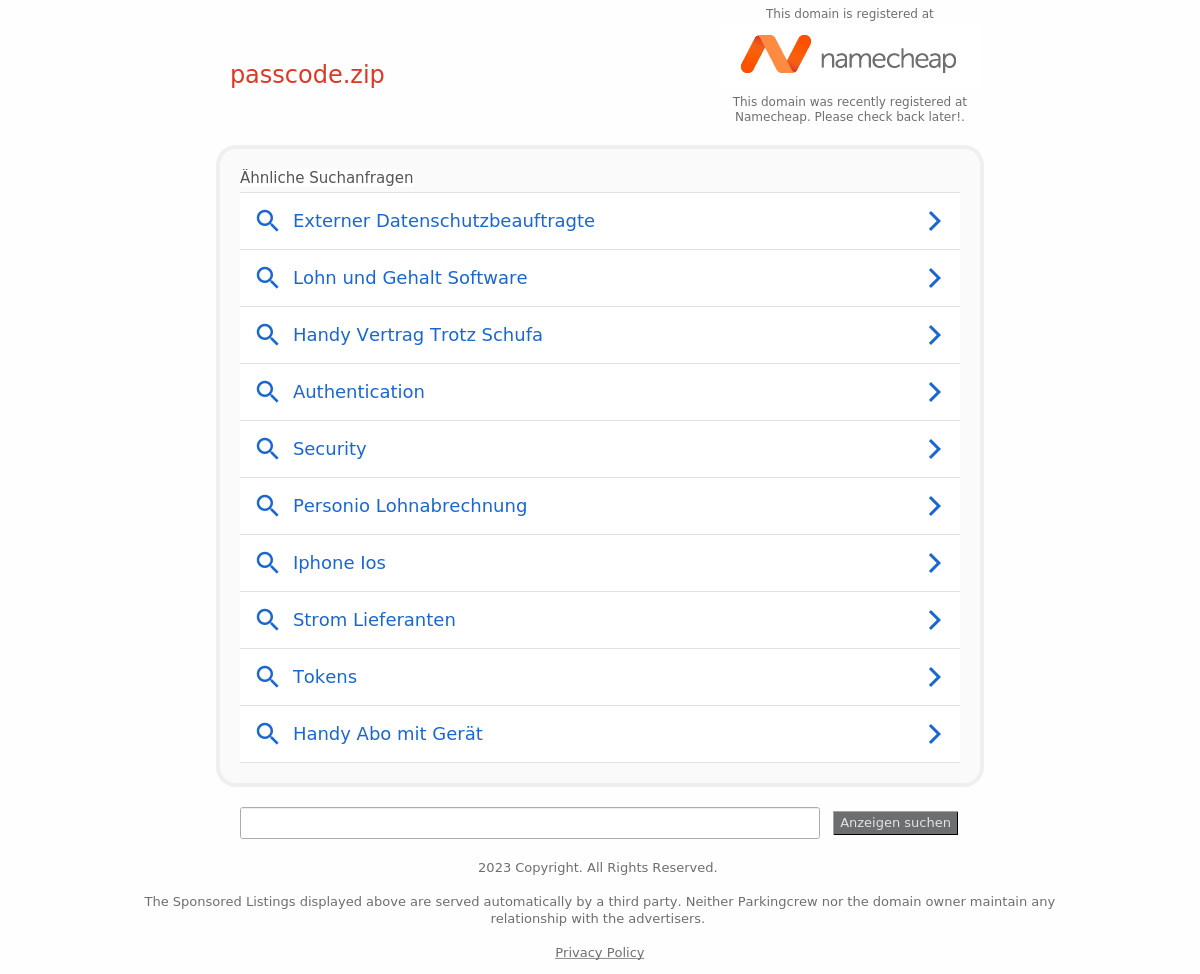 This domain is registered at
passcode.zip
namecheap
This domain was recently registered at
Namecheap. Please check back later!.
Ähnliche Suchanfragen
Externer Datenschutzbeauftragte
Lohn und Gehalt Software
Handy Vertrag Trotz Schufa
Authentication
Security
Personio Lohnabrechnung
Iphone Ios
Strom Lieferanten
Tokens
Handy Abo mit Gerät
Anzeigen suchen
2023 Copyright. All Rights Reserved.
The Sponsored Listings displayed above are served automatically by a third party. Neither Parkingcrew nor the domain owner maintain any
relationship with the advertisers.
Privacy Policy